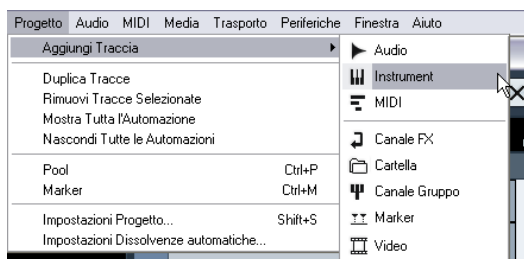 Progetto Audio MIDI Media Trasporto Periferiche Finestra Aiuto
Aggiungi Traccia
Duplica Tracce
Rimuovi Tracce Selezionate
Mostra Tutta l'Automazione
Nascondi Tutte le Automazioni
Pool Ctrl+P
Marker Ctrl+M
Impostazioni Progetto... Shift+S
Impostazioni Dissolvenze automatiche...
Audio
Instrument
MIDI
Canale FX
Cartella
Canale Gruppo
Marker
Video